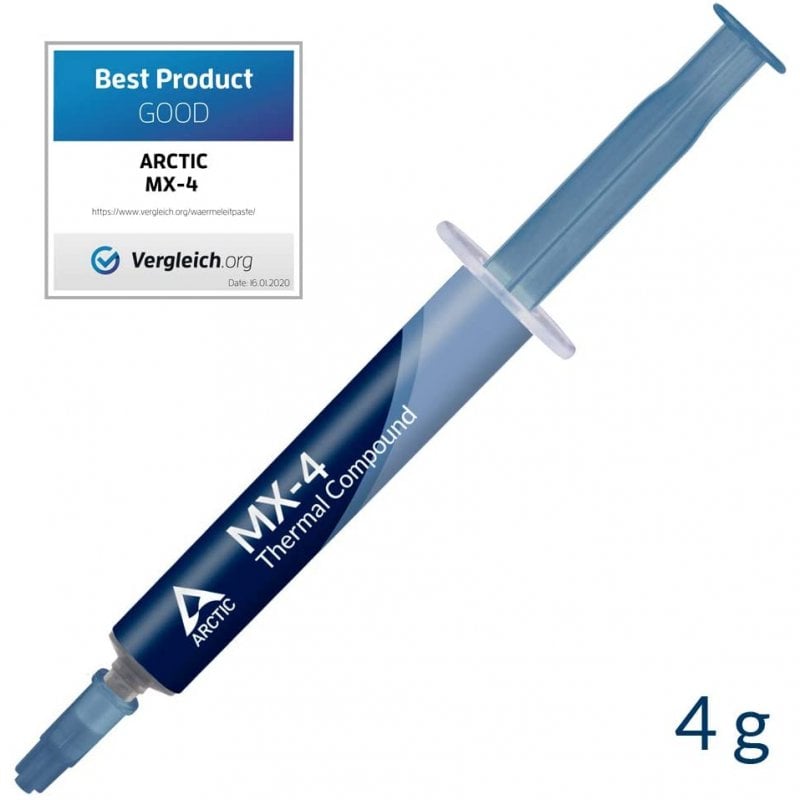 Best Product
GOOD
ARCTIC
MX-4
https://www.vergleich.org/waermeleitpaste/
Vergleich.org
Date: 16.01.2020
MX-4
Thermal Compound
ARCTIC
4 g